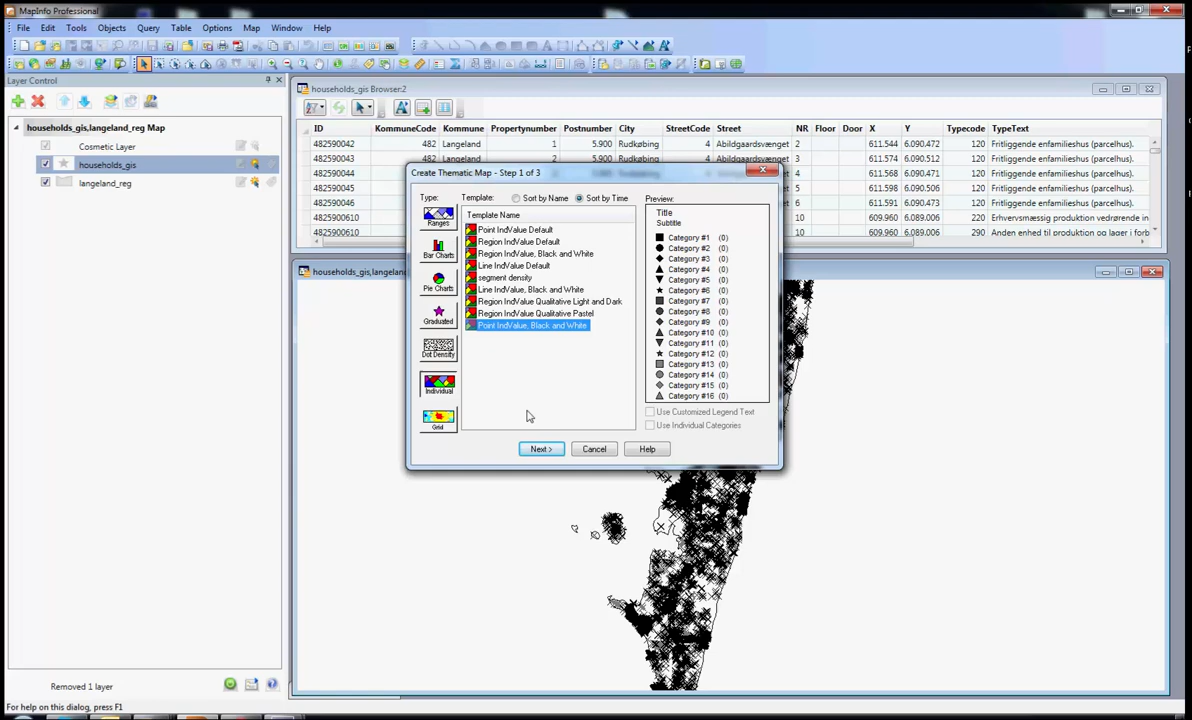 MapInfo Professional
File Edit Tools Objects Query Table Options Map Window Help
Layer Control
households_gis,langeland_reg Map
Cosmetic Layer
households_gis
langeland_reg
Removed 1 layer
For help on this dialog, press F1
households_gis Browser:2
ID KommuneCode Kommune Propertynumber Postnumber City StreetCode Street NR Floor Door X Y Typecode TypeText
482590042 482 Langeland 1 5.900 Rudkøbing 4 Abildgaardsvænget 2 611.544 6.090.472 120 Fritliggende enfamilieshus (parcelhus).
482590043 482 Langeland 2 5.900 Rudkøbing 4 Abildgaardsvænget 3 611.574 6.090.512 120 Fritliggende enfamilieshus (parcelhus).
482590044 4 611.573 6.090.472 120 Fritliggende enfamilieshus (parcelhus).
482590045 5 611.606 6.090.498 120 Fritliggende enfamilieshus (parcelhus).
482590046 6 611.591 6.090.473 120 Fritliggende enfamilieshus (parcelhus).
4825900610 10 609.960 6.089.006 220 Erhvervsmæssig produktion vedrørende
4825900610 10 609.960 6.089.006 290 Anden enhed til produktion og lager i forb
households_gis,langeland
Create Thematic Map - Step 1 of 3
Type: Template: Sort by Name Sort by Time Preview:
Ranges
Bar Charts
Pie Charts
Graduated
Dot Density
Individual
Grid
Template Name
Point IndValue Default
Region IndValue Default
Region IndValue, Black and White
Line IndValue Default
segment density
Line IndValue, Black and White
Region IndValue Qualitative Light and Dark
Region IndValue Qualitative Pastel
Point IndValue, Black and White
Title
Subtitle
Category #1 (0)
Category #2 (0)
Category #3 (0)
Category #4 (0)
Category #5 (0)
Category #6 (0)
Category #7 (0)
Category #8 (0)
Category #9 (0)
Category #10 (0)
Category #11 (0)
Category #12 (0)
Category #13 (0)
Category #14 (0)
Category #15 (0)
Category #16 (0)
Use Customized Legend Text
Use Individual Categories
Next > Cancel Help